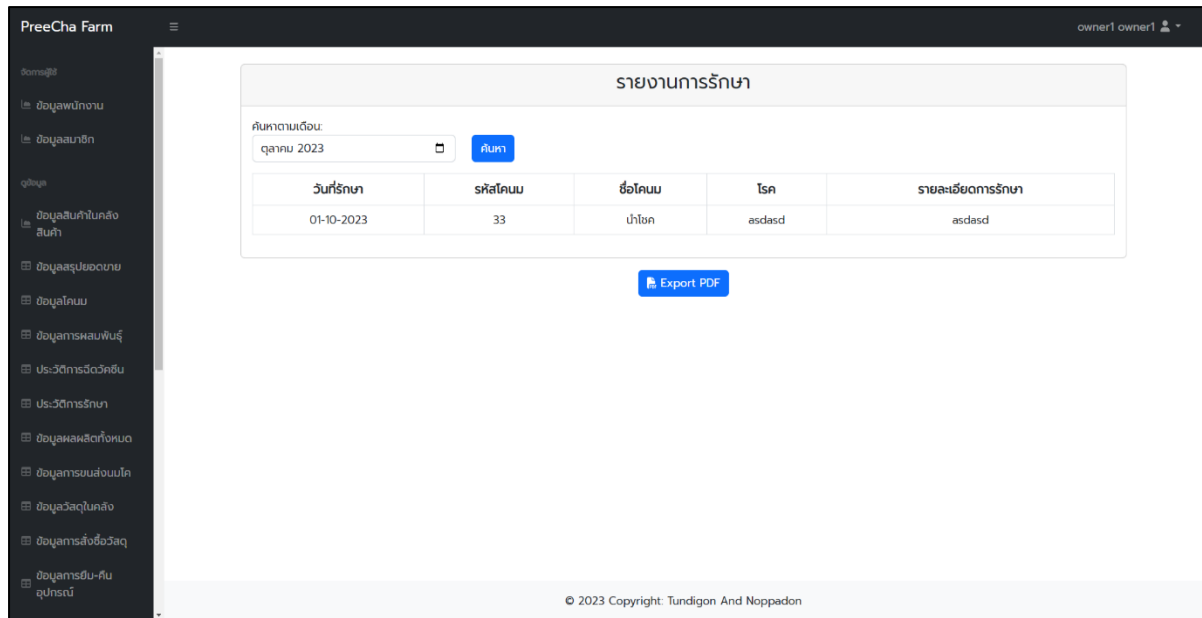 PreeCha Farm
owner1 owner1
จัดการผู้ใช้
ข้อมูลพนักงาน
ข้อมูลสมาชิก
ดูข้อมูล
ข้อมูลสินค้าในคลัง
สินค้า
ข้อมูลสรุปยอดขาย
ข้อมูลโคนม
ข้อมูลการผสมพันธุ์
ประวัติการฉีดวัคซีน
ประวัติการรักษา
ข้อมูลผลผลิตทั้งหมด
ข้อมูลการขนส่งนมโค
ข้อมูลวัสดุในคลัง
ข้อมูลการสั่งซื้อวัสดุ
ข้อมูลการยืม-คืน
อุปกรณ์
รายงานการรักษา
ค้นหาตามเดือน:
ตุลาคม 2023 ค้นหา
วันที่รักษา รหัสโคนม ชื่อโคนม โรค รายละเอียดการรักษา
01-10-2023 33 นำโชค asdasd asdasd
Export PDF
© 2023 Copyright: Tundigon And Noppadon